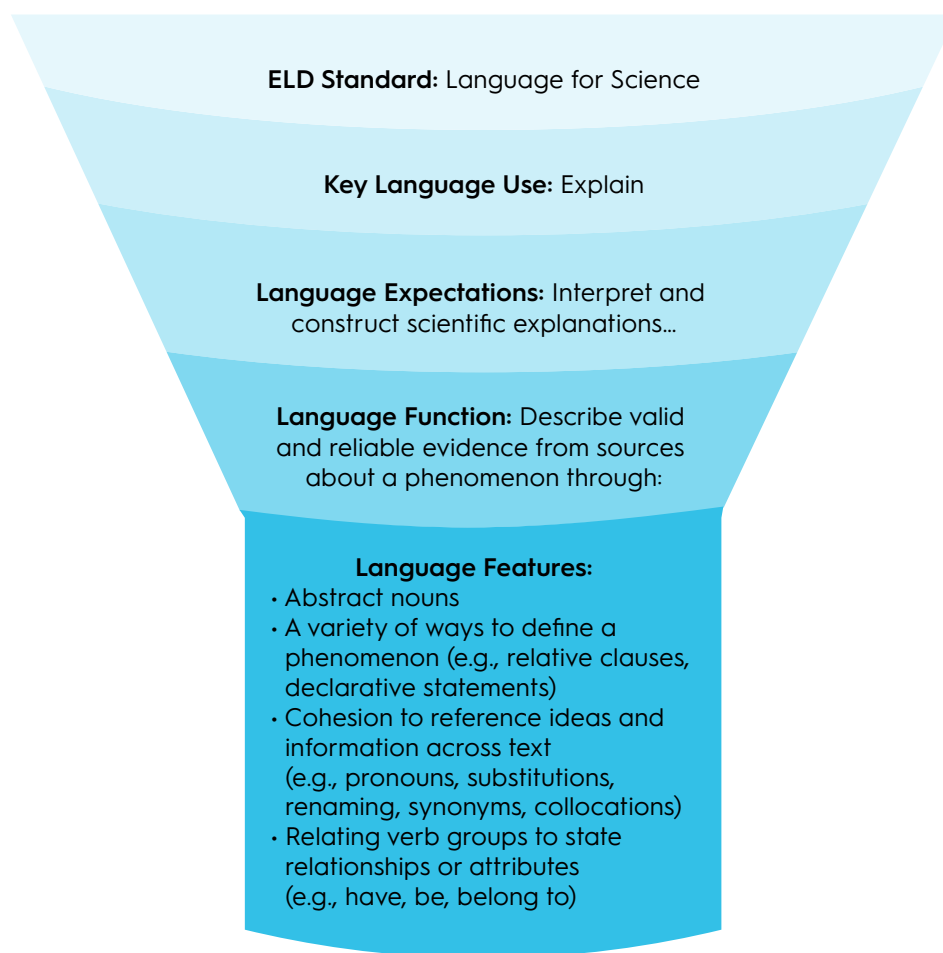 ELD Standard: Language for Science
Key Language Use: Explain
Language Expectations: Interpret and
construct scientific explanations...
Language Function: Describe valid
and reliable evidence from sources
about a phenomenon through:
Language Features:
· Abstract nouns
· A variety of ways to define a
phenomenon (e.g., relative clauses,
declarative statements)
· Cohesion to reference ideas and
information across text
(e.g., pronouns, substitutions,
renaming, synonyms, collocations)
· Relating verb groups to state
relationships or attributes
(e.g., have, be, belong to)